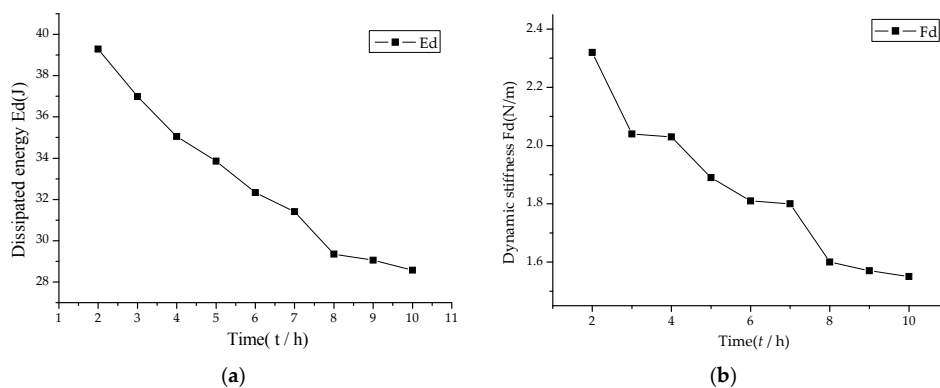 Dissipated energy Ed(J)
40
38
36
34
32
30
28
Ed
1 2 3 4 5 6 7 8 9 10 11
Time( t / h)
(a)
Dynamic stiffness Fd(N/m)
2.4
2.2
2.0
1.8
1.6
Fd
2 4 6 8 10
Time(t / h)
(b)